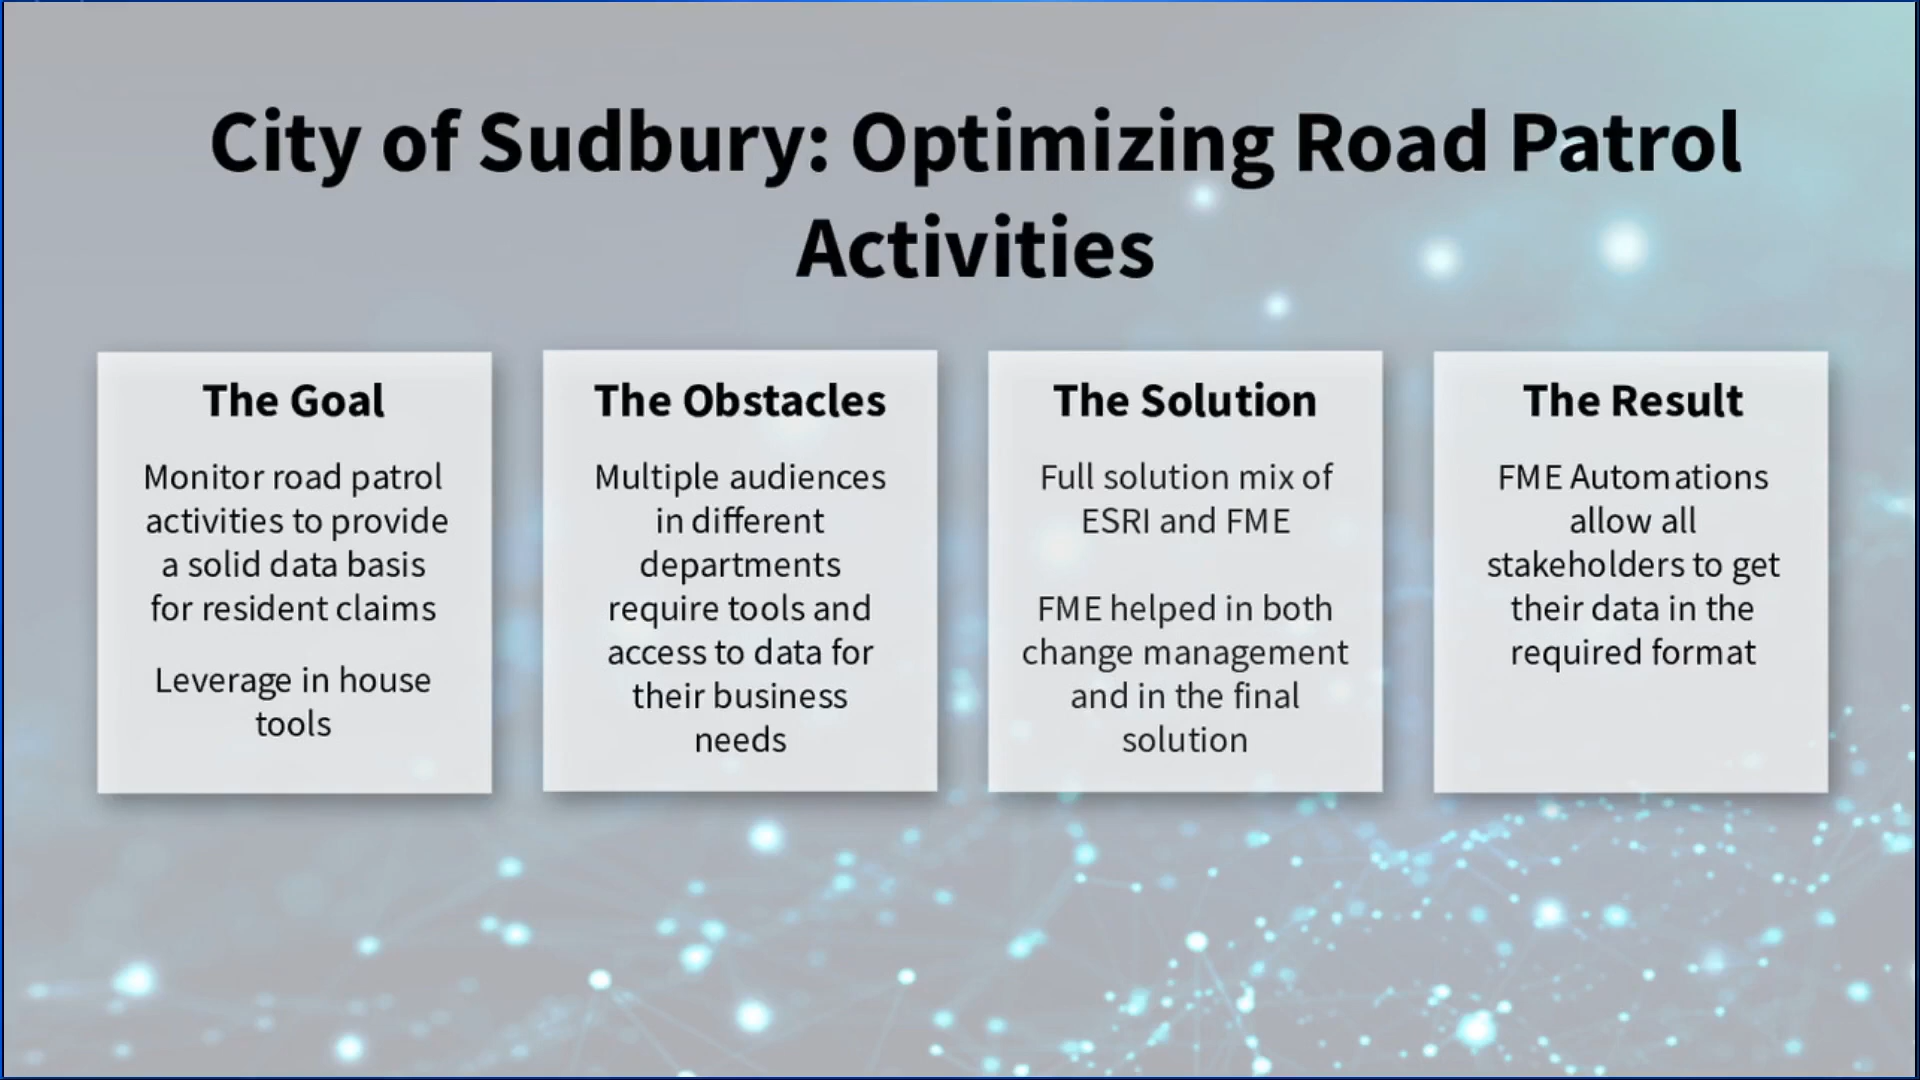 City of Sudbury: Optimizing Road Patrol
Activities
The Goal
Monitor road patrol
activities to provide
a solid data basis
for resident claims
Leverage in house
tools
The Obstacles
Multiple audiences
in different
departments
require tools and
access to data for
their business
needs
The Solution
Full solution mix of
ESRI and FME
FME helped in both
change management
and in the final
solution
The Result
FME Automations
allow all
stakeholders to get
their data in the
required format